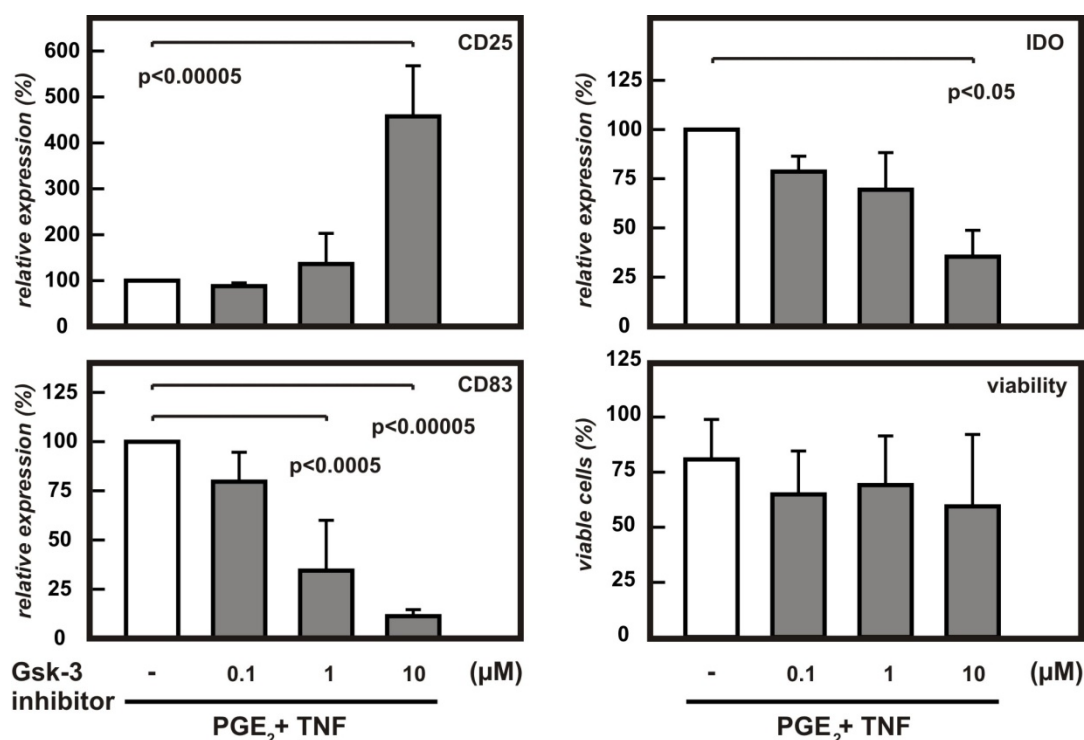 CD25
relative expression (%)
600
500
400
300
200
100
0
p<0.00005
IDO
relative expression (%)
125
100
75
50
25
0
p<0.05
CD83
relative expression (%)
125
100
75
50
25
0
p<0.00005
p<0.0005
viability
viable cells (%)
125
100
75
50
25
0
Gsk-3 inhibitor
- 0.1 1 10 (µM)
PGE₂+ TNF
- 0.1 1 10 (µM)
PGE₂+ TNF